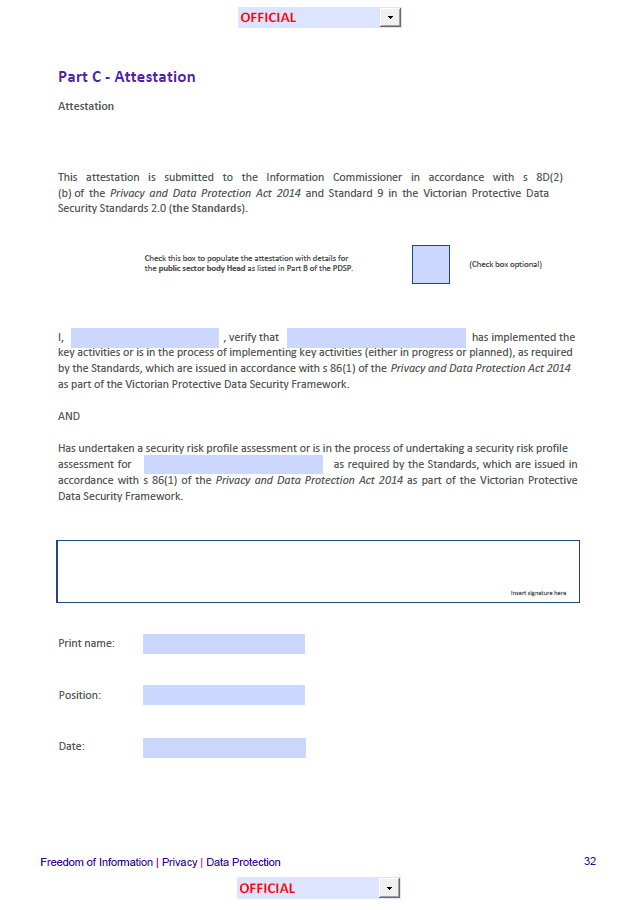 OFFICIAL
Part C - Attestation
Attestation
This attestation is submitted to the Information Commissioner in accordance with s 8D(2)
(b) of the Privacy and Data Protection Act 2014 and Standard 9 in the Victorian Protective Data
Security Standards 2.0 (the Standards).
Check this box to populate the attestation with details for
the public sector body Head as listed in Part B of the PDSP.
(Check box optional)
I, , verify that has implemented the
key activities or is in the process of implementing key activities (either in progress or planned), as required
by the Standards, which are issued in accordance with s 86(1) of the Privacy and Data Protection Act 2014
as part of the Victorian Protective Data Security Framework.
AND
Has undertaken a security risk profile assessment or is in the process of undertaking a security risk profile
assessment for as required by the Standards, which are issued in
accordance with s 86(1) of the Privacy and Data Protection Act 2014 as part of the Victorian Protective
Data Security Framework.
Insert signature here
Print name:
Position:
Date:
Freedom of Information | Privacy | Data Protection
32
OFFICIAL